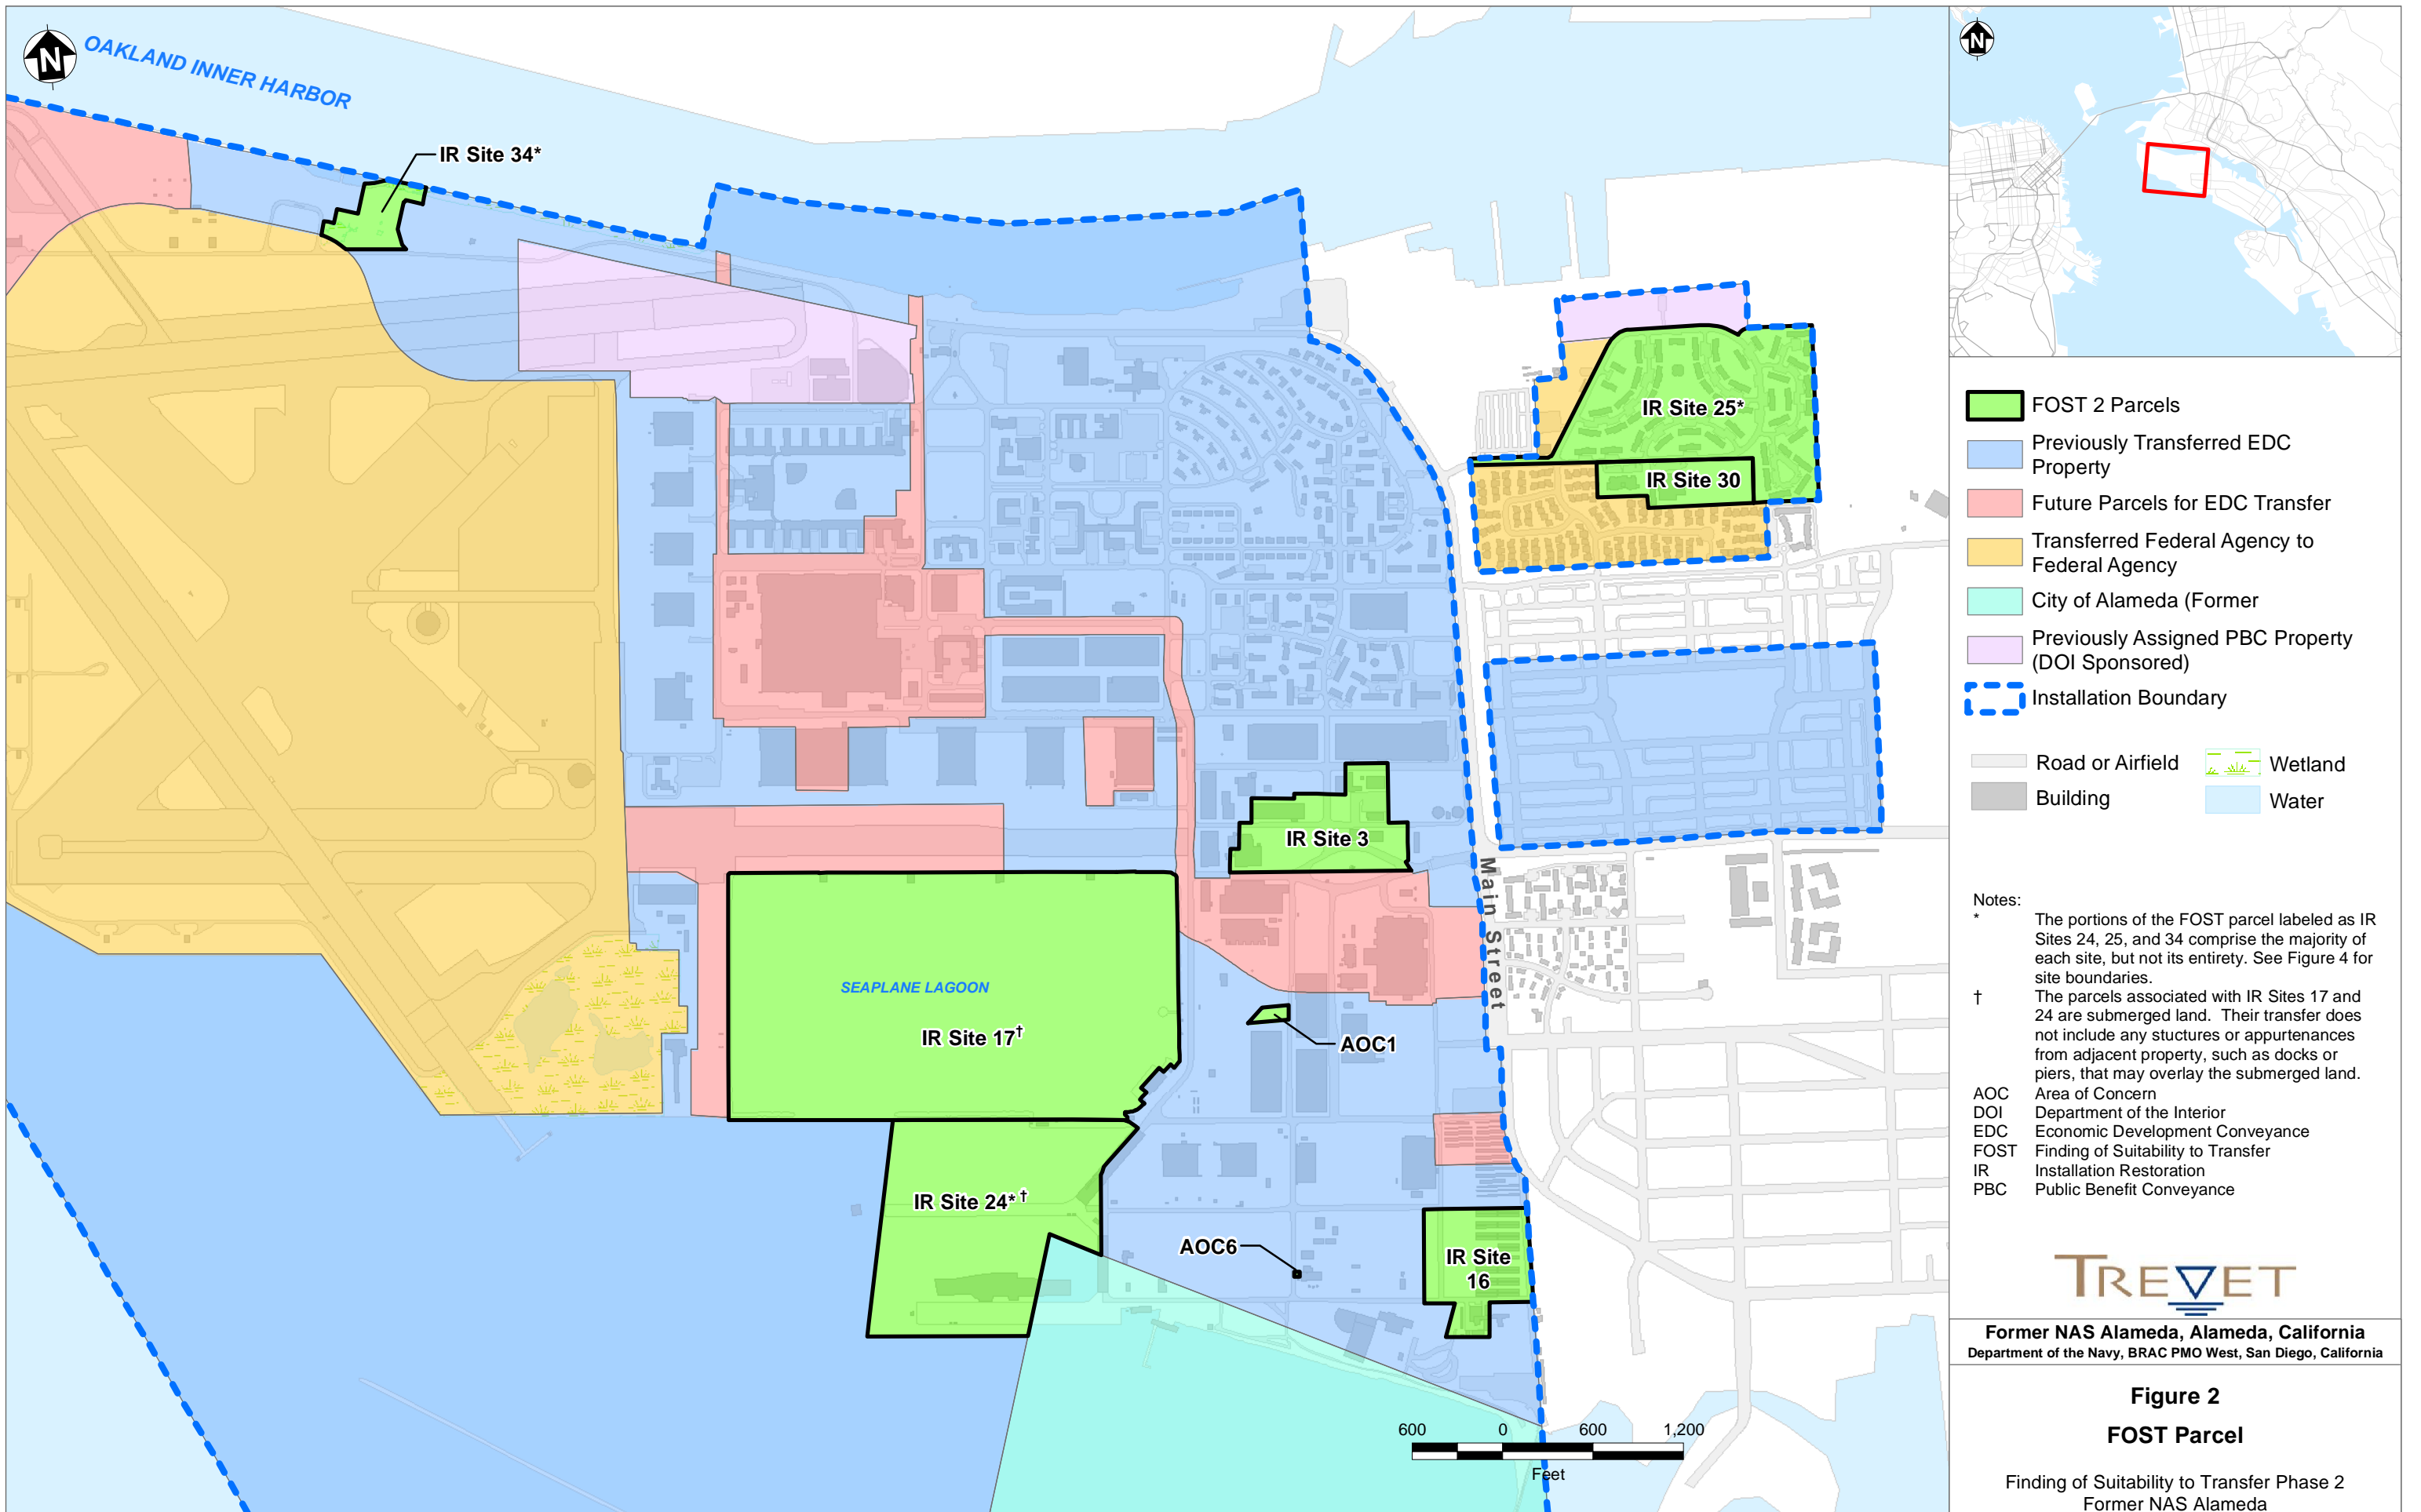 N
OAKLAND INNER HARBOR
IR Site 34*
IR Site 25*
IR Site 30
IR Site 3
Main Street
SEAPLANE LAGOON
IR Site 17†
AOC1
IR Site 24*†
AOC6
IR Site
16
600 0 600 1,200
Feet
N
FOST 2 Parcels
Previously Transferred EDC
Property
Future Parcels for EDC Transfer
Transferred Federal Agency to
Federal Agency
City of Alameda (Former
Previously Assigned PBC Property
(DOI Sponsored)
Installation Boundary
Road or Airfield Wetland
Building Water
Notes:
* The portions of the FOST parcel labeled as IR
Sites 24, 25, and 34 comprise the majority of
each site, but not its entirety. See Figure 4 for
site boundaries.
† The parcels associated with IR Sites 17 and
24 are submerged land. Their transfer does
not include any stuctures or appurtenances
from adjacent property, such as docks or
piers, that may overlay the submerged land.
AOC Area of Concern
DOI Department of the Interior
EDC Economic Development Conveyance
FOST Finding of Suitability to Transfer
IR Installation Restoration
PBC Public Benefit Conveyance
TREVET
Former NAS Alameda, Alameda, California
Department of the Navy, BRAC PMO West, San Diego, California
Figure 2
FOST Parcel
Finding of Suitability to Transfer Phase 2
Former NAS Alameda